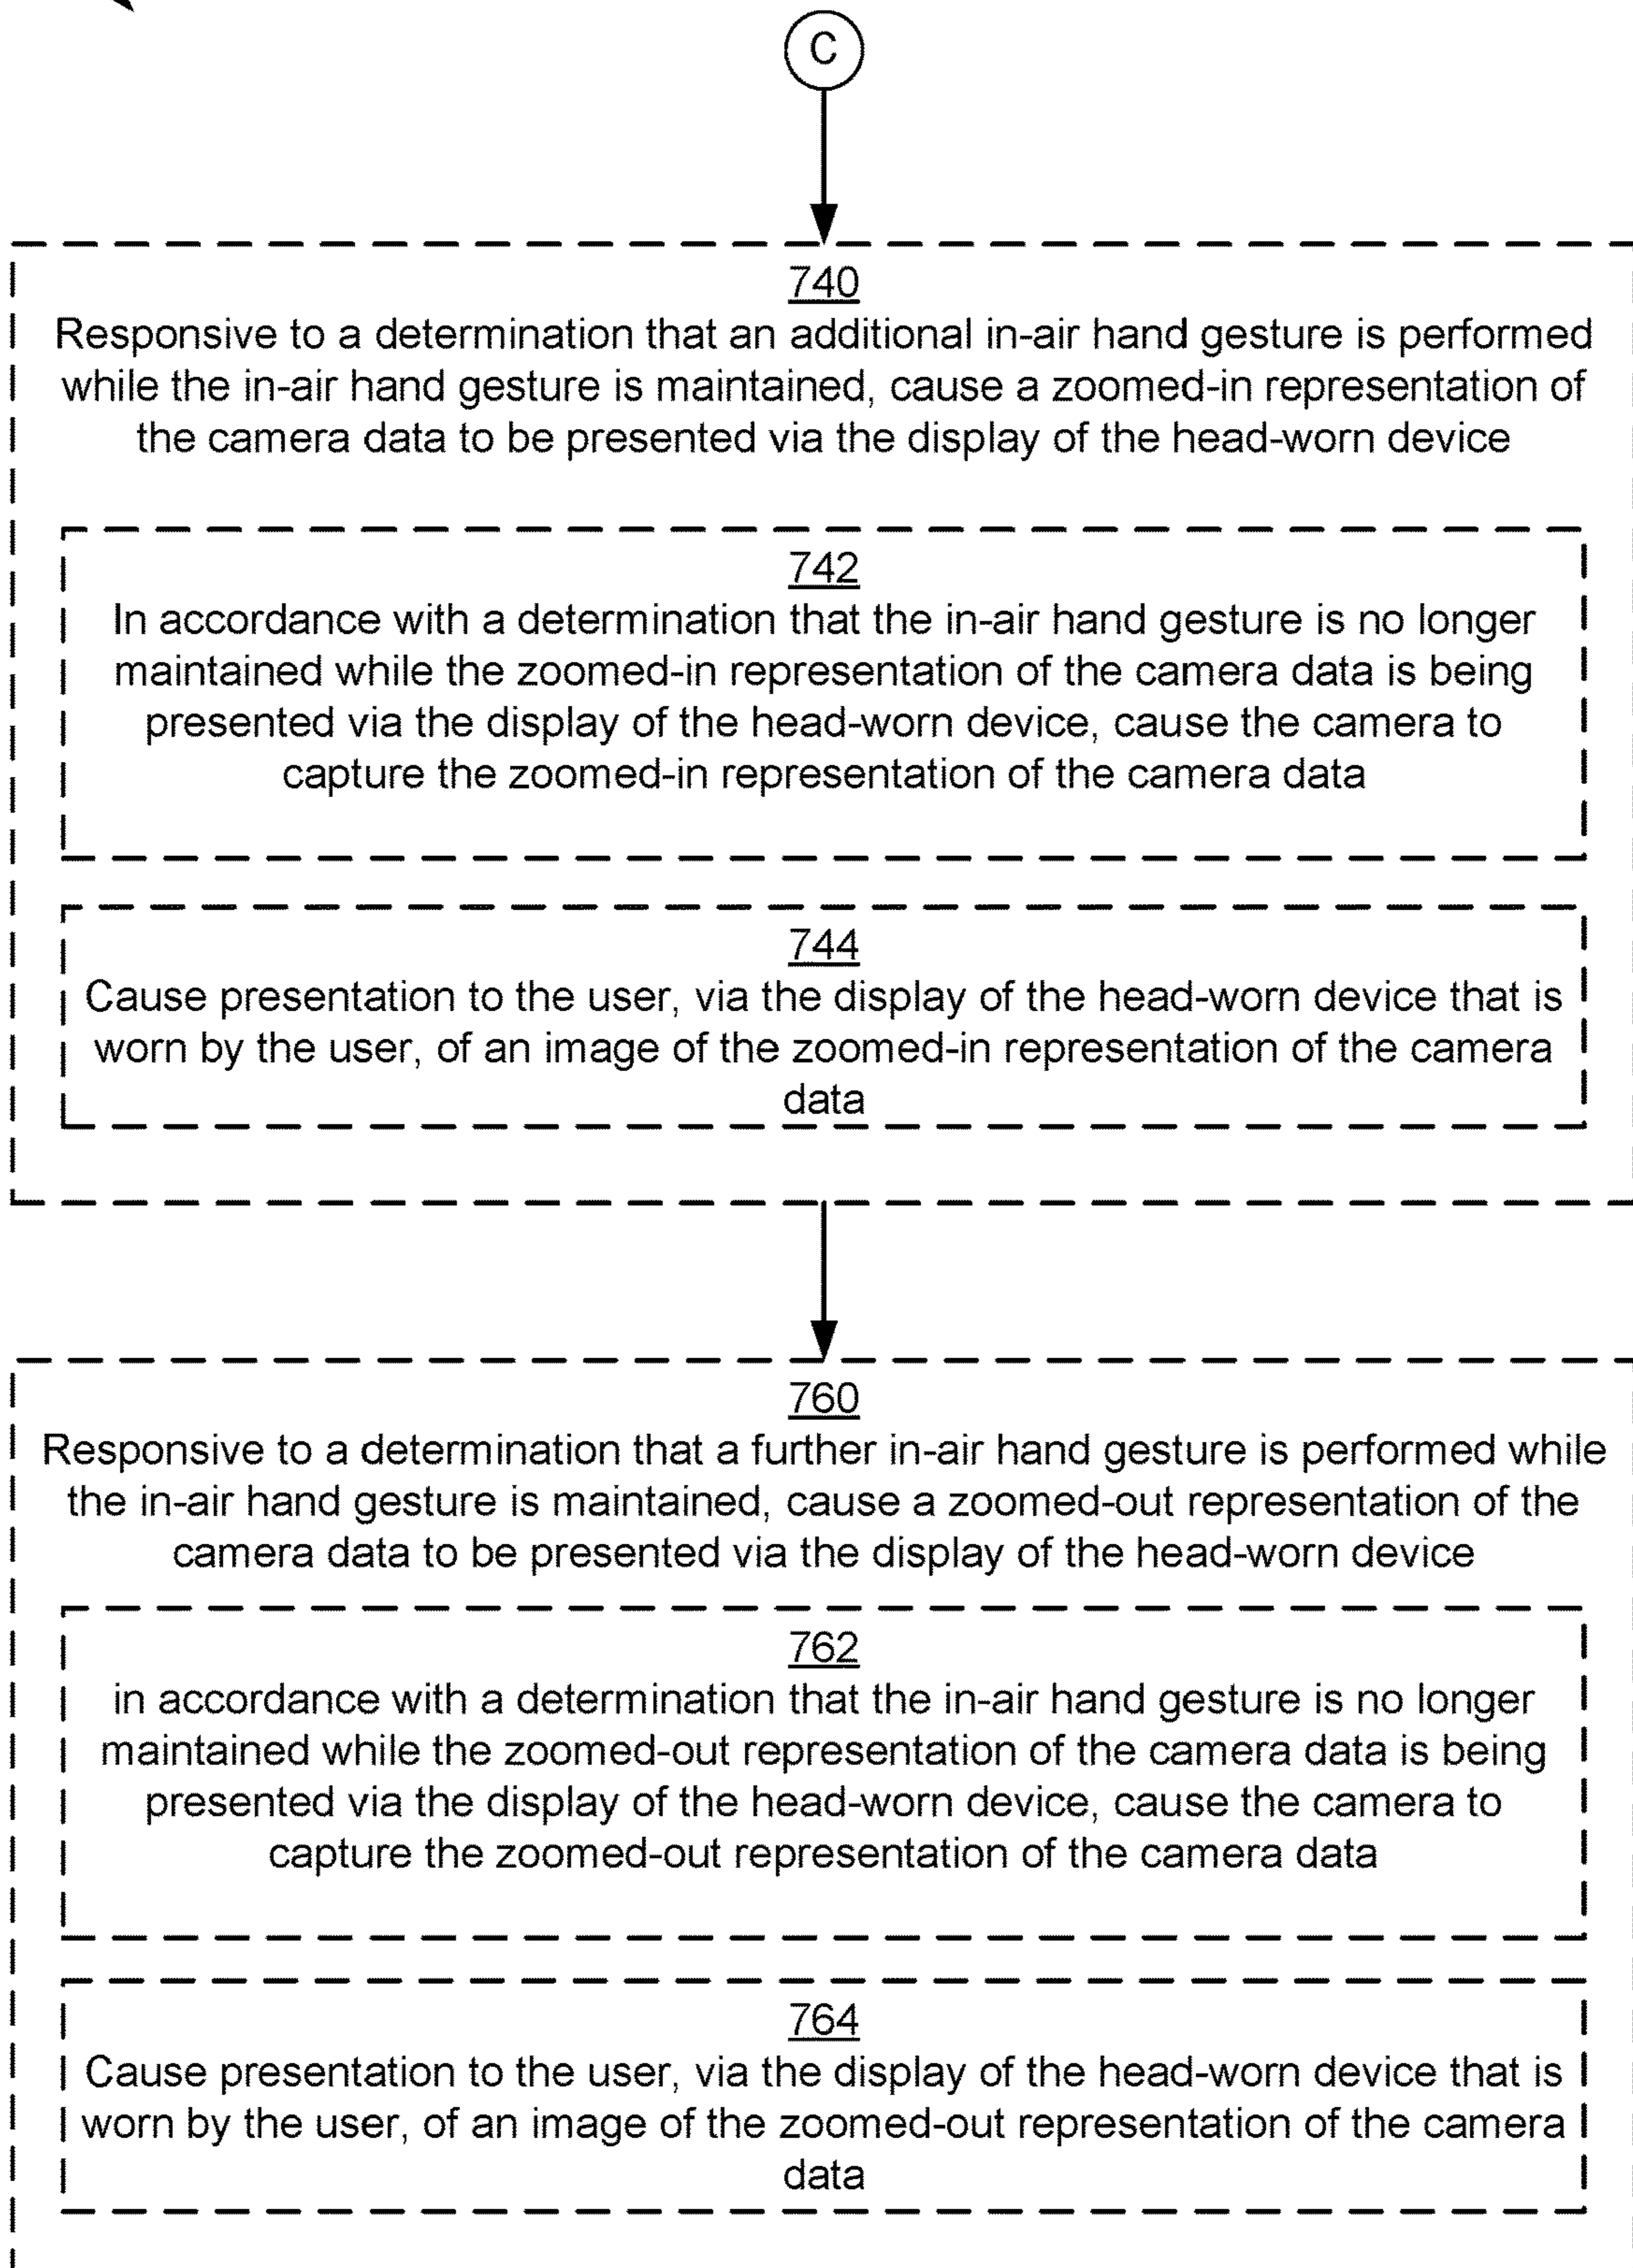 C
740
Responsive to a determination that an additional in-air hand gesture is performed
while the in-air hand gesture is maintained, cause a zoomed-in representation of
the camera data to be presented via the display of the head-worn device
742
In accordance with a determination that the in-air hand gesture is no longer
maintained while the zoomed-in representation of the camera data is being
presented via the display of the head-worn device, cause the camera to
capture the zoomed-in representation of the camera data
744
Cause presentation to the user, via the display of the head-worn device that is
worn by the user, of an image of the zoomed-in representation of the camera
data
760
Responsive to a determination that a further in-air hand gesture is performed while
the in-air hand gesture is maintained, cause a zoomed-out representation of the
camera data to be presented via the display of the head-worn device
762
in accordance with a determination that the in-air hand gesture is no longer
maintained while the zoomed-out representation of the camera data is being
presented via the display of the head-worn device, cause the camera to
capture the zoomed-out representation of the camera data
764
Cause presentation to the user, via the display of the head-worn device that is
worn by the user, of an image of the zoomed-out representation of the camera
data